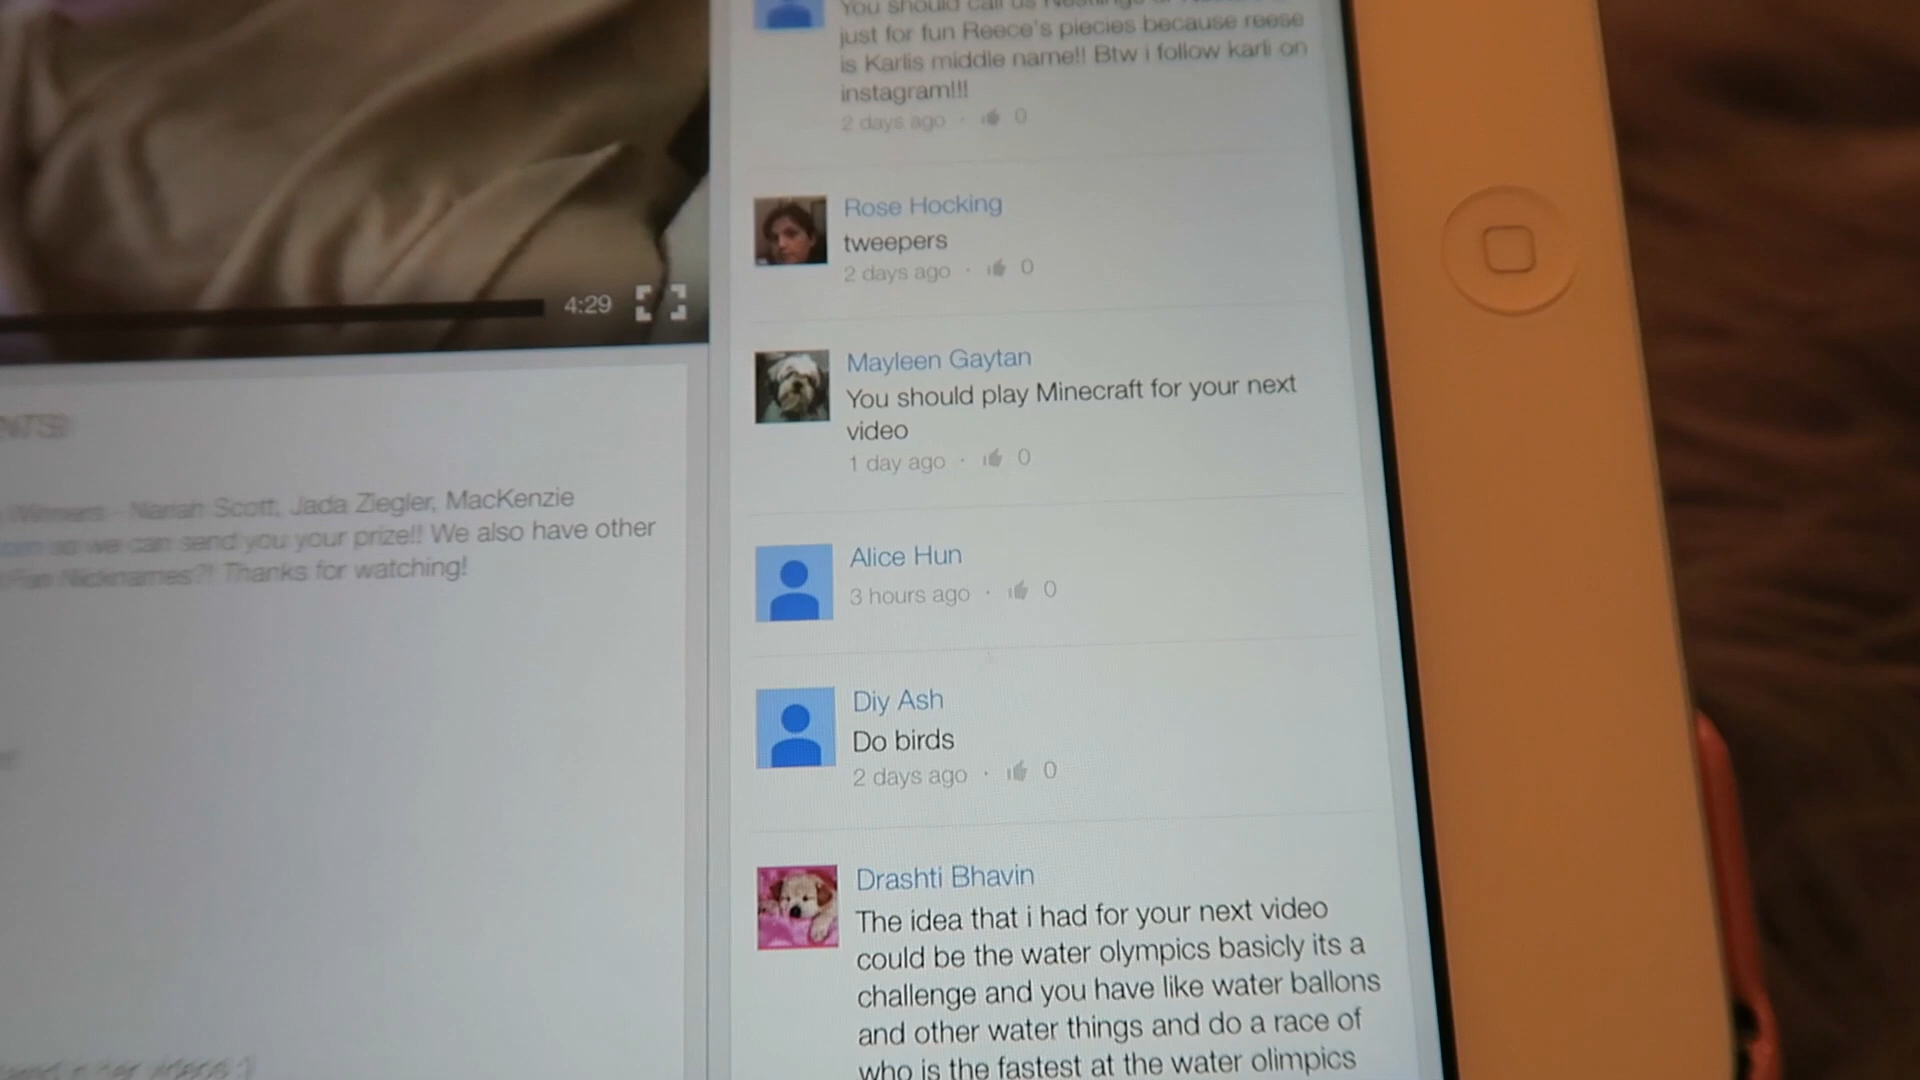 You should call us
just for fun Reece's piecies because reese
is Karlis middle name!! Btw i follow karli on
instagram!!!
2 days ago · 0
Rose Hocking
tweepers
2 days ago · 0
4:29
Mayleen Gaytan
You should play Minecraft for your next
video
1 day ago · 0
Winners - Nariah Scott, Jada Ziegler, MacKenzie
so we can send you your prize!! We also have other
Fan Nicknames?! Thanks for watching!
Alice Hun
3 hours ago · 0
Diy Ash
Do birds
2 days ago · 0
Drashti Bhavin
The idea that i had for your next video
could be the water olympics basicly its a
challenge and you have like water ballons
and other water things and do a race of
who is the fastest at the water olimpics